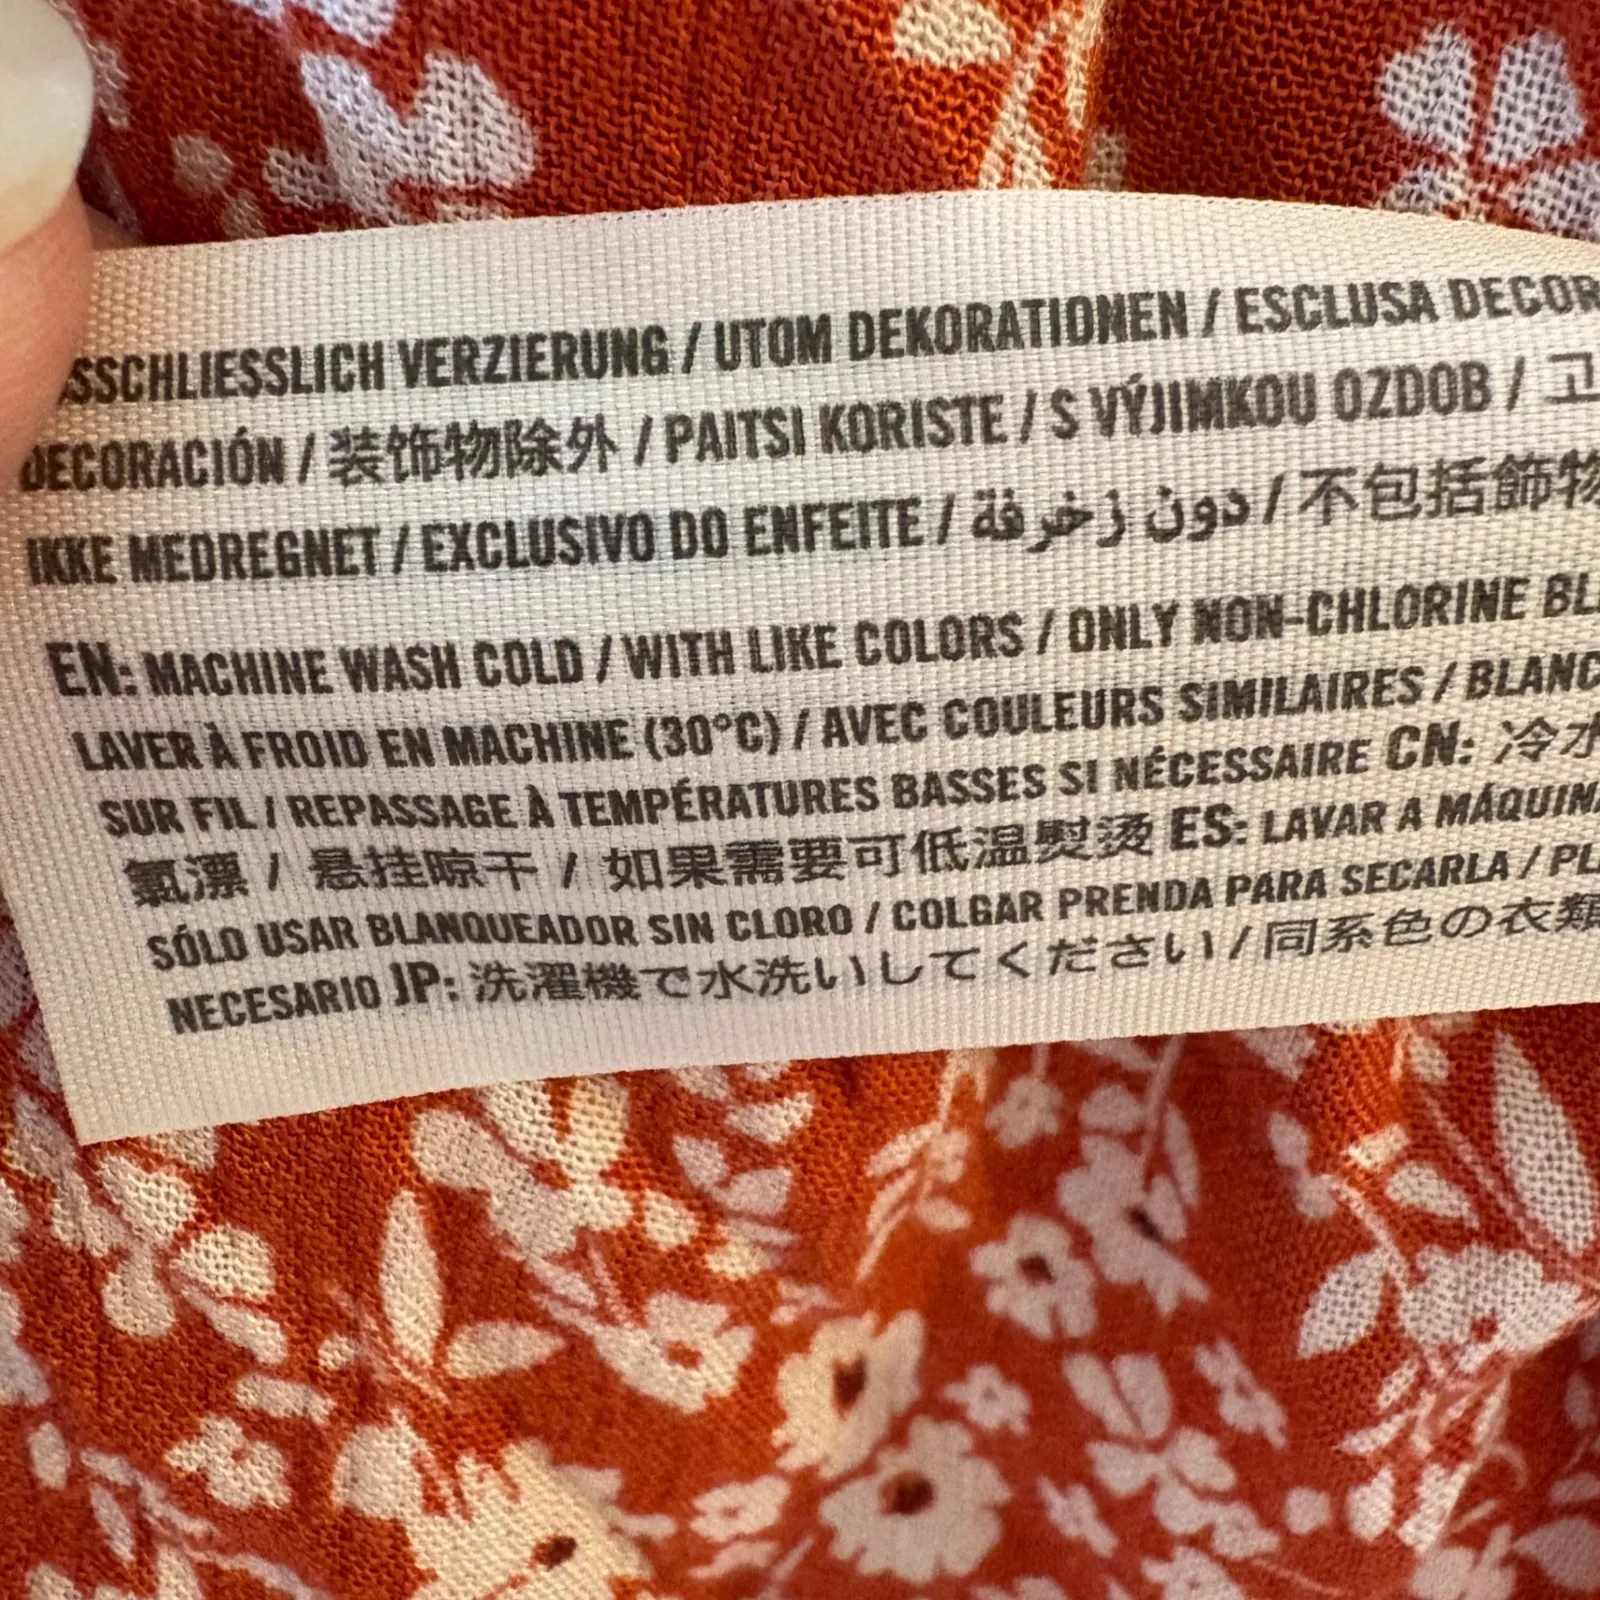 SSCHLIESSLICH VERZIERUNG / UTOM DEKORATIONEN / ESCLUSA DECOR
DECORACIÓN / 装饰物除外 / PAITSI KORISTE / S VÝJIMKOU OZDOB / 고
IKKE MEDREGNET / EXCLUSIVO DO ENFEITE / دون زخرفة / 不包括飾物
EN: MACHINE WASH COLD / WITH LIKE COLORS / ONLY NON-CHLORINE BL
LAVER À FROID EN MACHINE (30°C) / AVEC COULEURS SIMILAIRES / BLANC
SUR FIL / REPASSAGE À TEMPÉRATURES BASSES SI NÉCESSAIRE CN: 冷水
氯漂 / 悬挂晾干 / 如果需要可低温熨烫 ES: LAVAR A MÁQUIN
SÓLO USAR BLANQUEADOR SIN CLORO / COLGAR PRENDA PARA SECARLA / PL
NECESARIO JP: 洗濯機で水洗いしてください / 同系色の衣類